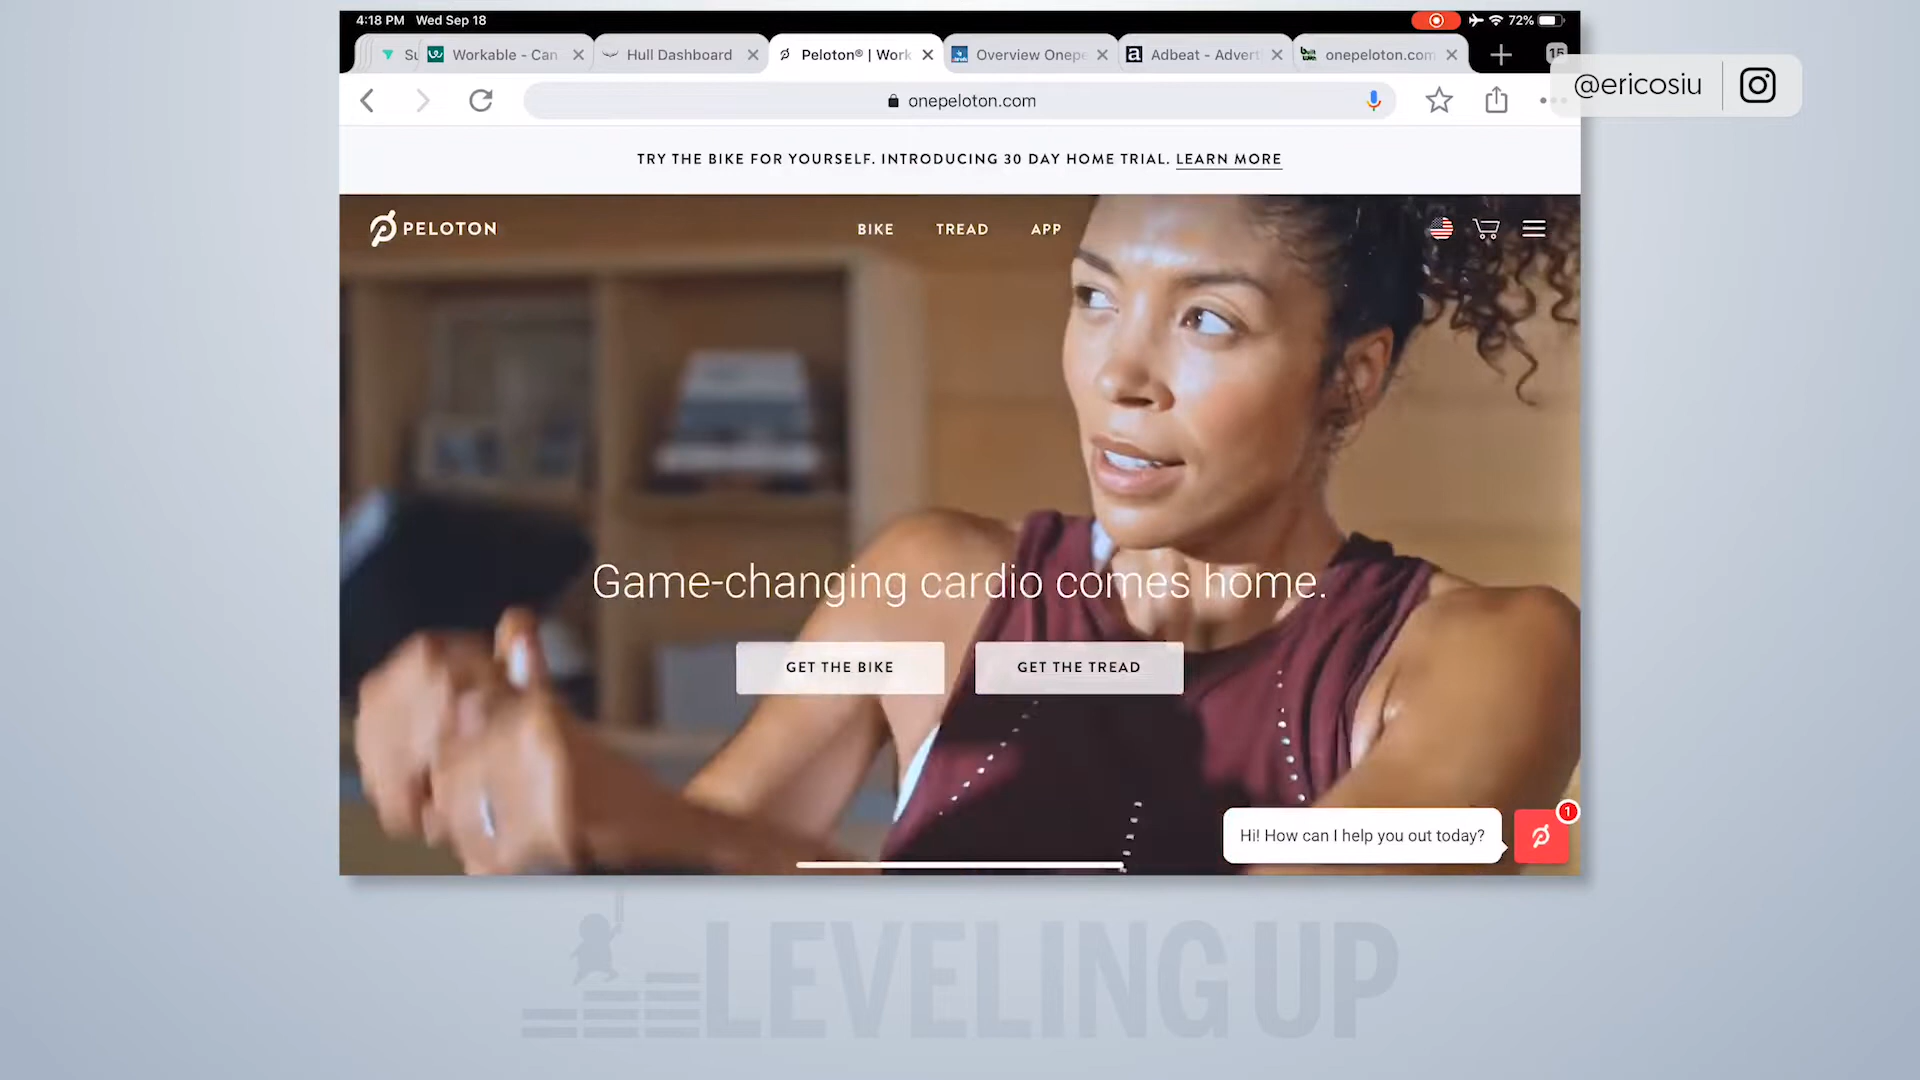 4:18 PM Wed Sep 18
72%
Su
Workable - Can
Hull Dashboard
Peloton® | Work
Overview Onepe
Adbeat - Advert
onepeloton.com
15
@ericosiu
onepeloton.com
TRY THE BIKE FOR YOURSELF. INTRODUCING 30 DAY HOME TRIAL. LEARN MORE
PELOTON
BIKE TREAD APP
Game-changing cardio comes home.
GET THE BIKE
GET THE TREAD
Hi! How can I help you out today?
1
LEVELING UP